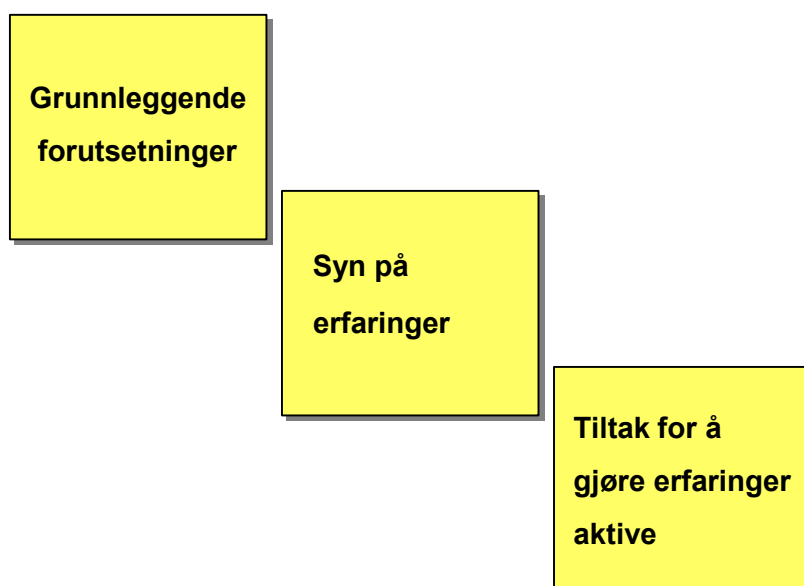 Grunnleggende
forutsetninger
Syn på
erfaringer
Tiltak for å
gjøre erfaringer
aktive